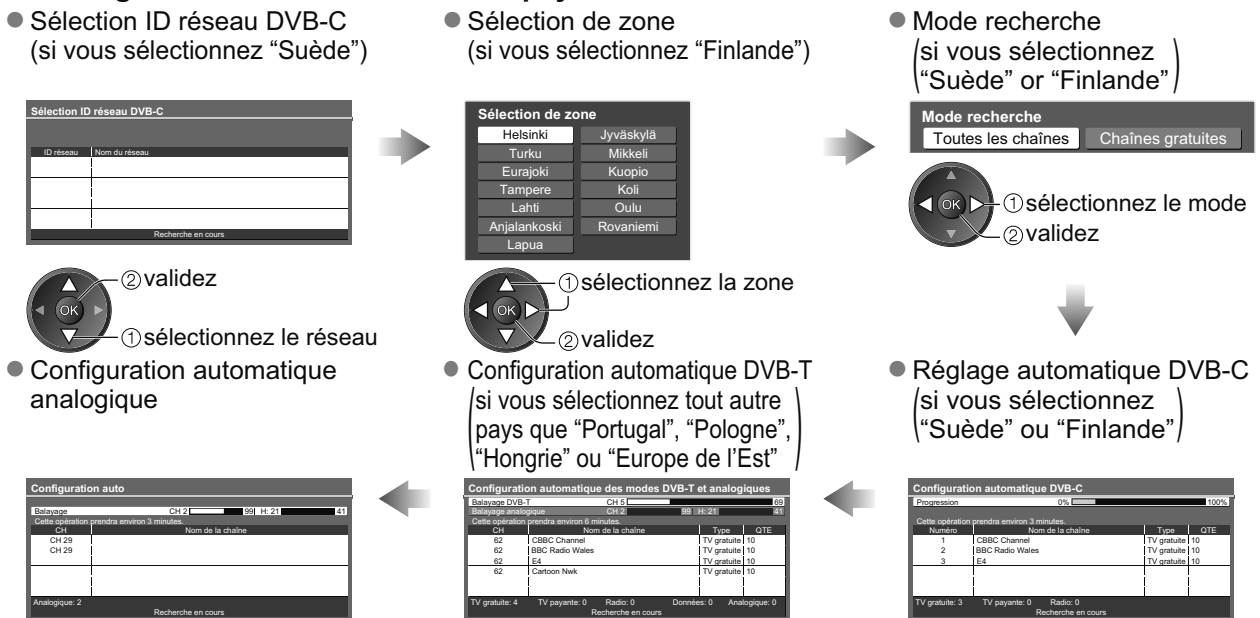 Sélection ID réseau DVB-C
(si vous sélectionnez “Suède”)
Sélection ID réseau DVB-C
ID réseau Nom du réseau
Recherche en cours
②validez
①sélectionnez le réseau
Sélection de zone
(si vous sélectionnez “Finlande”)
Sélection de zone
Helsinki Jyväskylä
Turku Mikkeli
Eurajoki Kuopio
Tampere Koli
Lahti Oulu
Anjalankoski Rovaniemi
Lapua
OK
①sélectionnez la zone
②validez
Mode recherche
(si vous sélectionnez
“Suède” or “Finlande”)
Mode recherche
Toutes les chaînes Chaînes gratuites
OK
①sélectionnez le mode
②validez
OK
Réglage automatique DVB-C
(si vous sélectionnez
“Suède” ou “Finlande”)
Configuration automatique DVB-C
Progression 0% 100%
Cette opération prendra environ 3 minutes.
Numéro Nom de la chaîne Type QTE
1 CBBC Channel TV gratuite 10
2 BBC Radio Wales TV gratuite 10
3 E4 TV gratuite 10
TV gratuite: 3 TV payante: 0 Radio: 0
Recherche en cours
Configuration automatique DVB-T
(si vous sélectionnez tout autre
pays que “Portugal”, “Pologne”,
“Hongrie” ou “Europe de l’Est”)
Configuration automatique des modes DVB-T et analogiques
Balayage DVB-T CH 5 69
Balayage analogique CH 2 99 H: 21 41
Cette opération prendra environ 6 minutes.
CH Nom de la chaîne Type QTE
62 CBBC Channel TV gratuite 10
62 BBC Radio Wales TV gratuite 10
62 E4 TV gratuite 10
62 Cartoon Nwk TV gratuite 10
TV gratuite: 4 TV payante: 0 Radio: 0 Données: 0 Analogique: 0
Recherche en cours
Configuration automatique
analogique
Configuration auto
Balayage CH 2 99 H: 21 41
Cette opération prendra environ 3 minutes.
CH Nom de la chaîne
CH 29
CH 29
Analogique: 2
Recherche en cours